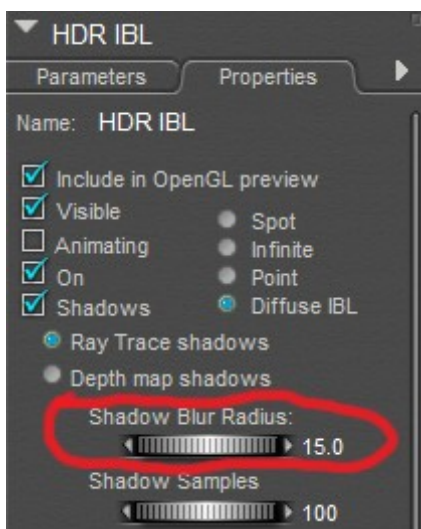 HDR IBL
Parameters Properties
Name: HDR IBL
Include in OpenGL preview
Visible
Spot
Animating
Infinite
On
Point
Shadows
Diffuse IBL
Ray Trace shadows
Depth map shadows
Shadow Blur Radius:
15.0
Shadow Samples
100